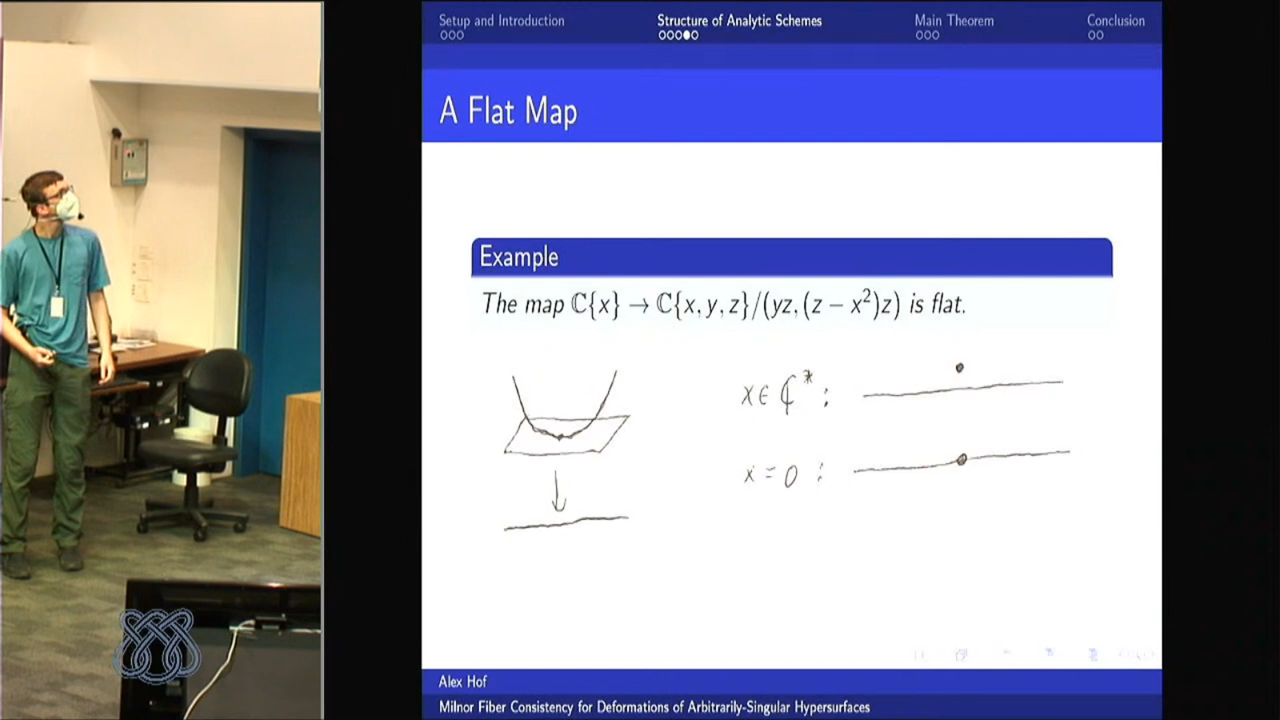 Setup and Introduction
Structure of Analytic Schemes
Main Theorem
Conclusion
A Flat Map
Example
The map ℂ{x} → ℂ{x, y, z}/(yz, (z − x²)z) is flat.
x ∈ ℂ* :
x = 0 :
Alex Hof
Milnor Fiber Consistency for Deformations of Arbitrarily-Singular Hypersurfaces